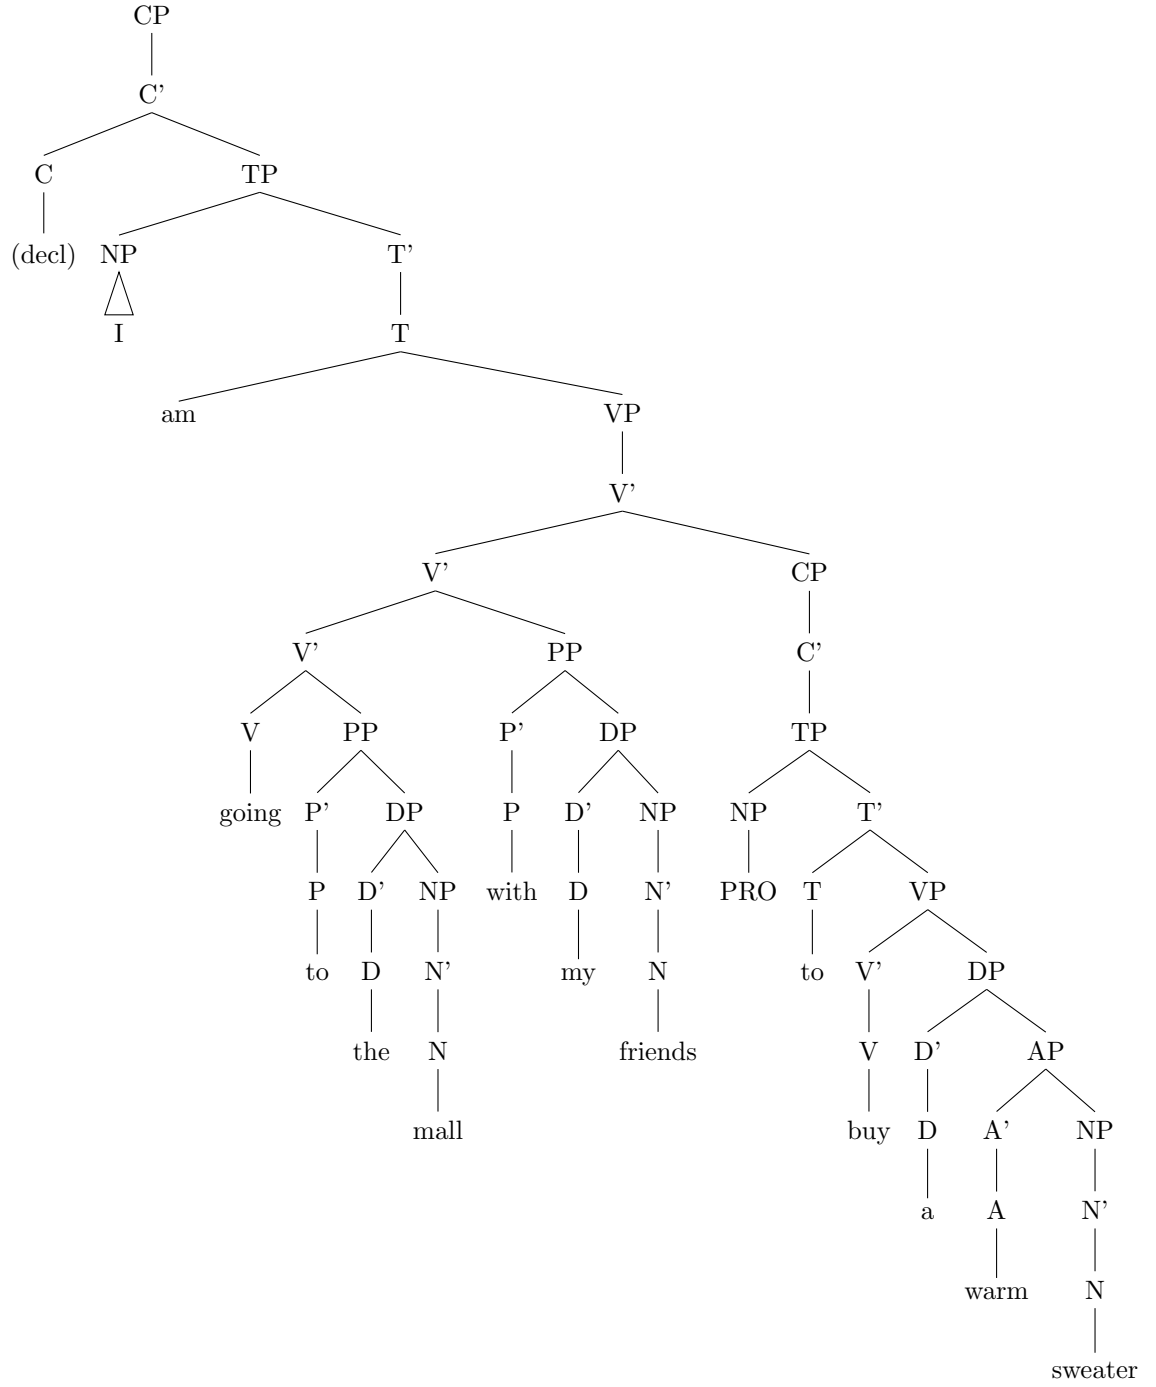 CP
C'
C TP
(decl) NP T'
I T
am VP
V'
V' CP
V' PP C'
V PP P' DP TP
going P' DP P D' NP NP T'
P D' NP with D N' PRO T VP
to D N' my N to V' DP
the N friends V D' AP
mall buy D A' NP
a A N'
warm N
sweater